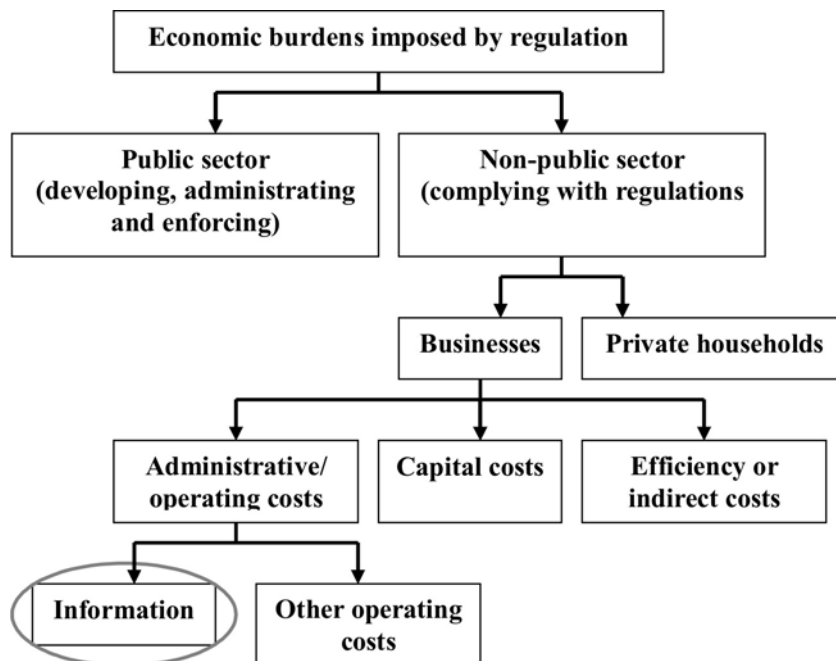 Economic burdens imposed by regulation
Public sector
(developing, administrating
and enforcing)
Non-public sector
(complying with regulations
Businesses
Private households
Administrative/
operating costs
Capital costs
Efficiency or
indirect costs
Information
Other operating
costs